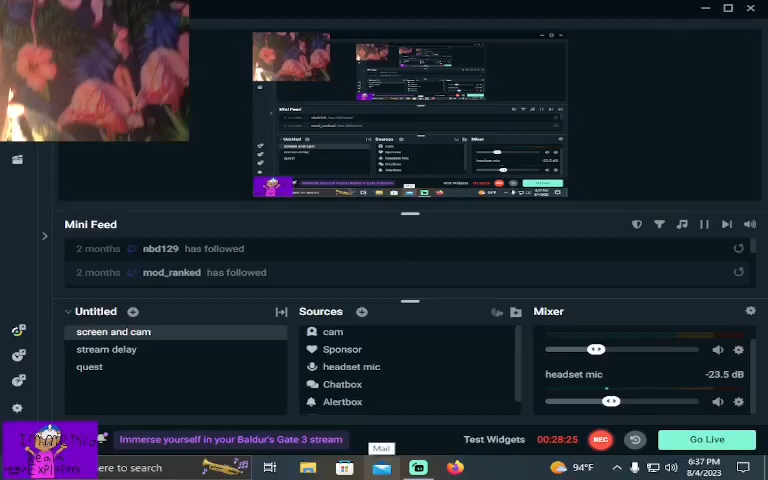 Mini Feed
2 months nbd129 has followed
2 months mod_ranked has followed
Untitled
screen and cam
stream delay
quest
Sources
cam
Sponsor
headset mic
Chatbox
Alertbox
Mixer
headset mic -23.5 dB
Immerse yourself in your Baldur's Gate 3 stream
Test Widgets
00:28:25
REC
Go Live
Mail
here to search
94°F
6:37 PM
8/4/2023